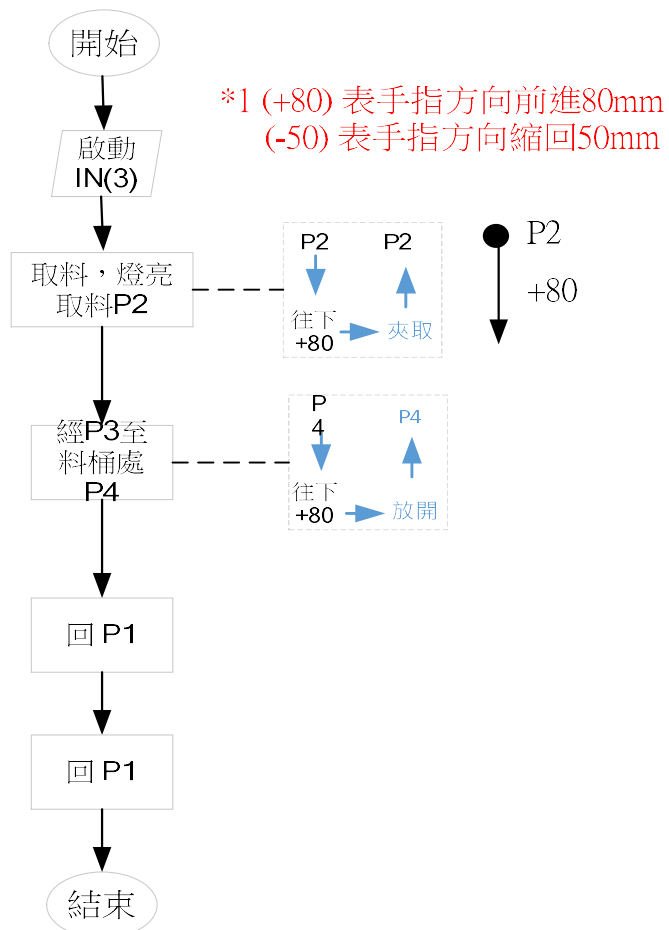 開始
*1 (+80) 表手指方向前進80mm
(-50) 表手指方向縮回50mm
啟動
IN(3)
取料，燈亮
取料P2
P2 P2
往下
+80
夾取
P2
+80
經P3至
料桶處
P4
P
4
P4
往下
+80
放開
回 P1
回 P1
結束